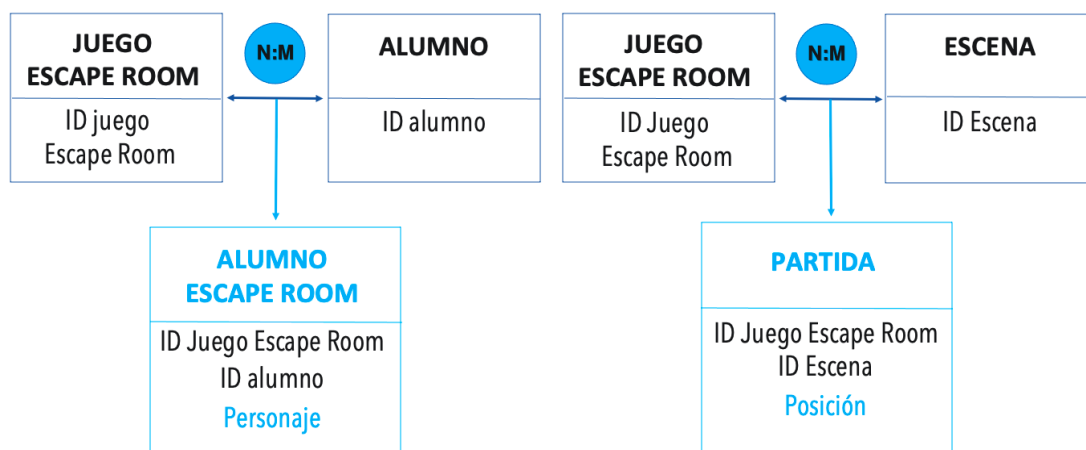 JUEGO
ESCAPE ROOM
N:M
ALUMNO
ID juego
Escape Room
ID alumno
ALUMNO
ESCAPE ROOM
ID Juego Escape Room
ID alumno
Personaje
JUEGO
ESCAPE ROOM
N:M
ESCENA
ID Juego
Escape Room
ID Escena
PARTIDA
ID Juego Escape Room
ID Escena
Posición